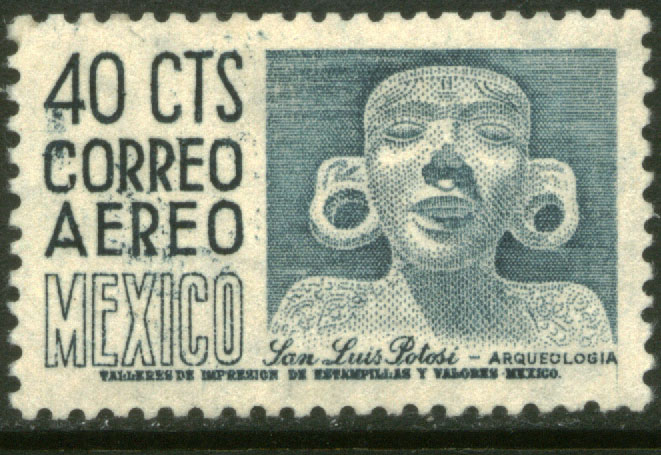 40 CTS
CORREO
AEREO
MEXICO
San Luis Potosi - ARQUEOLOGIA
TALLERES DE IMPRESION DE ESTAMPILLAS Y VALORES-MEXICO.